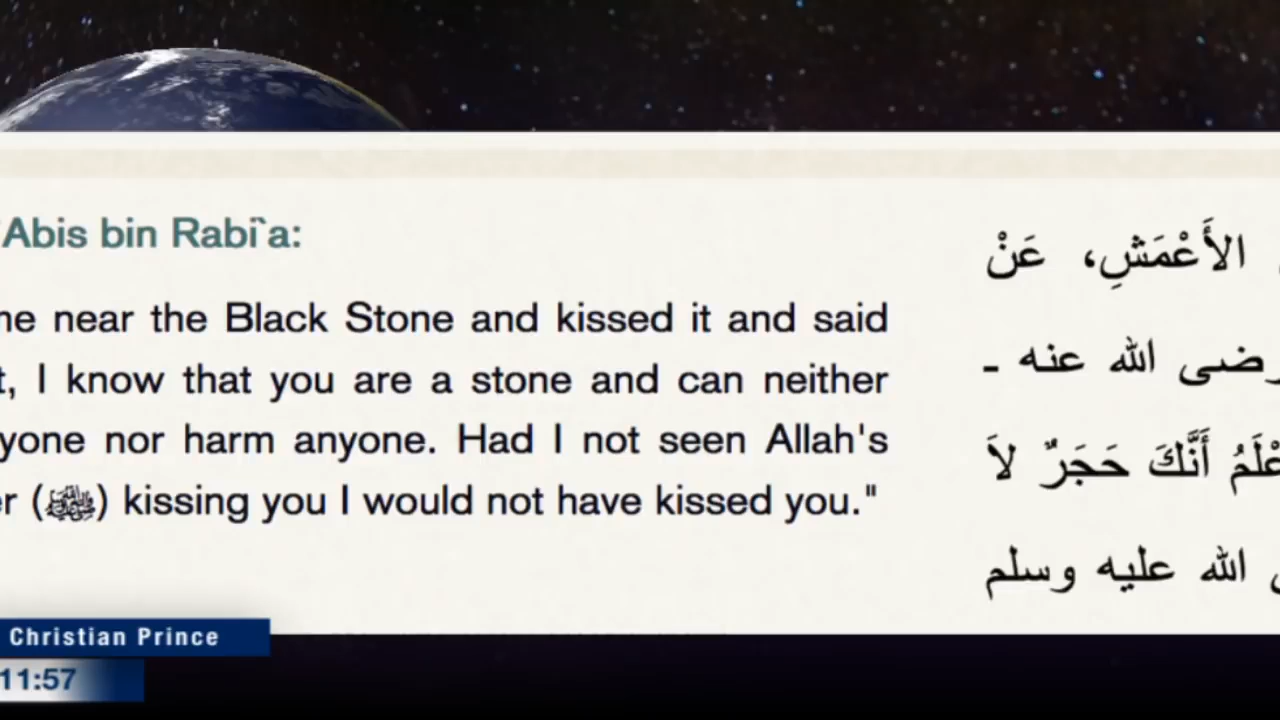 'Abis bin Rabi`a:
me near the Black Stone and kissed it and said
t, I know that you are a stone and can neither
yone nor harm anyone. Had I not seen Allah's
er (ﷺ) kissing you I would not have kissed you."
الأَعْمَشِ، عَنْ
رضى الله عنه ـ
عْلَمُ أَنَّكَ حَجَرٌ لاَ
الله عليه وسلم
Christian Prince
11:57